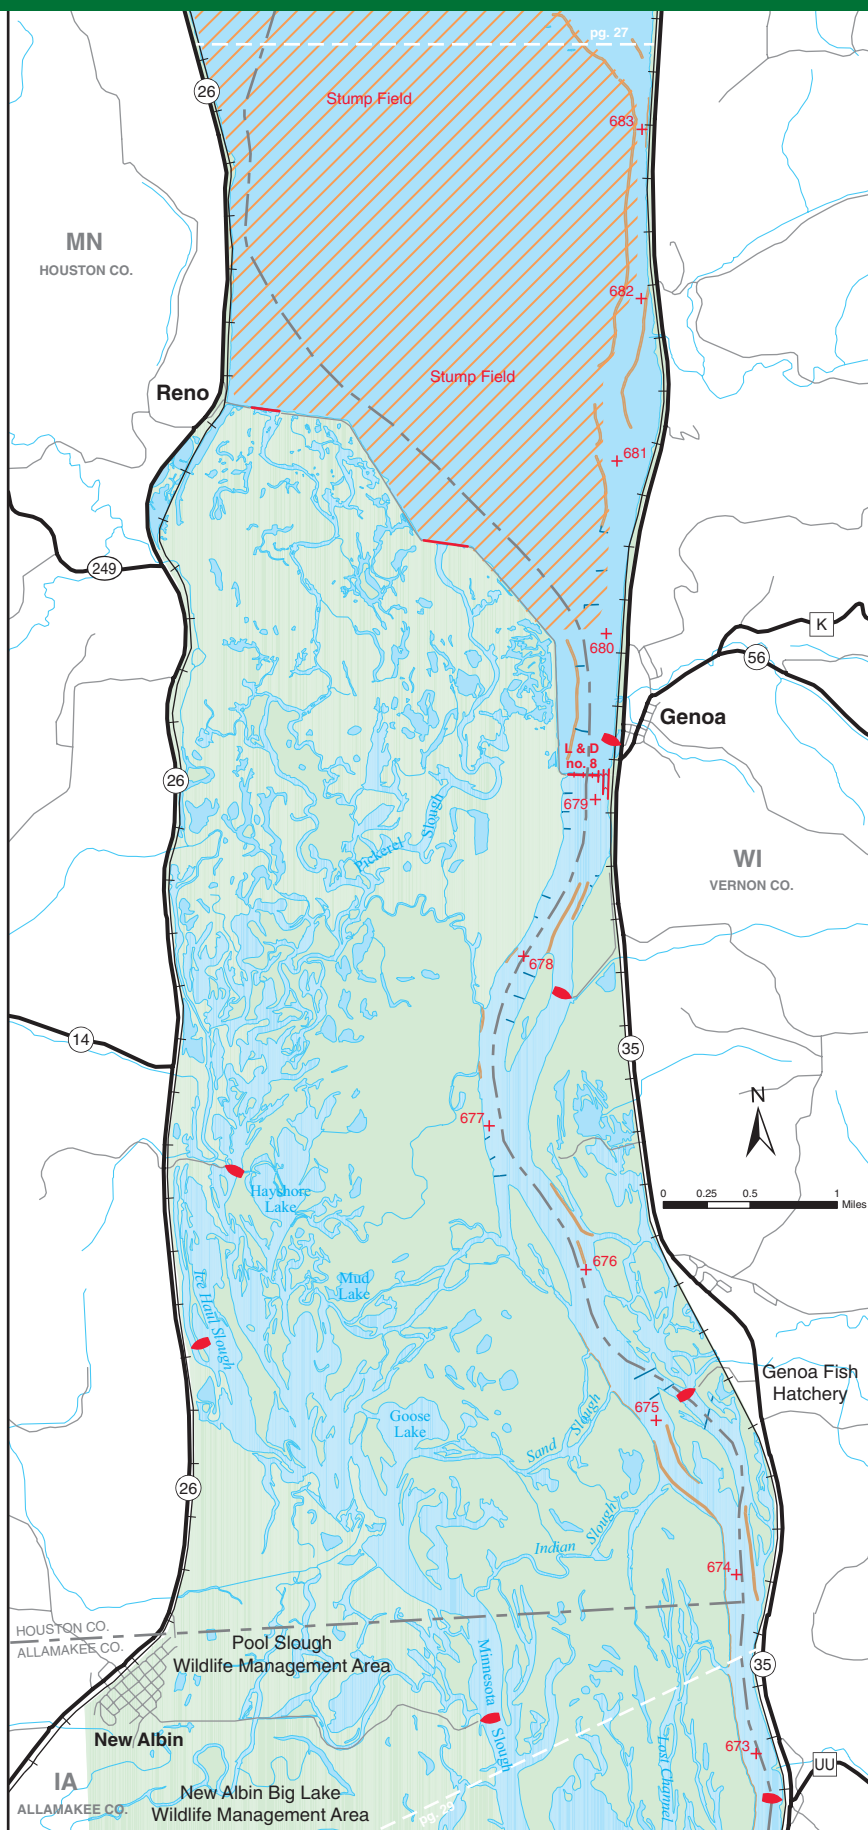 pg. 27
26
Stump Field
683
MN
HOUSTON CO.
682
Stump Field
Reno
681
249
K
680
56
Genoa
L & D
no. 8
26
679
Pickerel Slough
WI
VERNON CO.
678
14
35
N
677
0 0.25 0.5 1
Miles
Hayshore
Lake
676
Mud
Lake
Ice Haul Slough
Genoa Fish
Hatchery
675
Goose
Lake
Sand Slough
26
Indian Slough
674
HOUSTON CO.
ALLAMAKEE CO.
Pool Slough
Wildlife Management Area
35
Minnesota Slough
New Albin
673
Lost Channel
UU
IA
ALLAMAKEE CO.
New Albin Big Lake
Wildlife Management Area
pg. 29